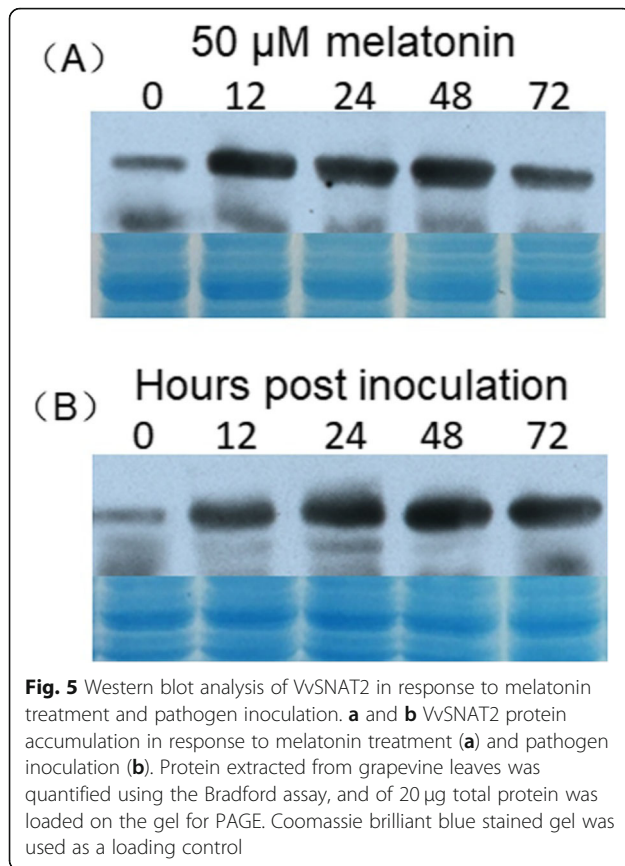 (A)
50 μM melatonin
0 12 24 48 72
(B)
Hours post inoculation
0 12 24 48 72
Fig. 5 Western blot analysis of VvSNAT2 in response to melatonin
treatment and pathogen inoculation. a and b VvSNAT2 protein
accumulation in response to melatonin treatment (a) and pathogen
inoculation (b). Protein extracted from grapevine leaves was
quantified using the Bradford assay, and of 20 μg total protein was
loaded on the gel for PAGE. Coomassie brilliant blue stained gel was
used as a loading control